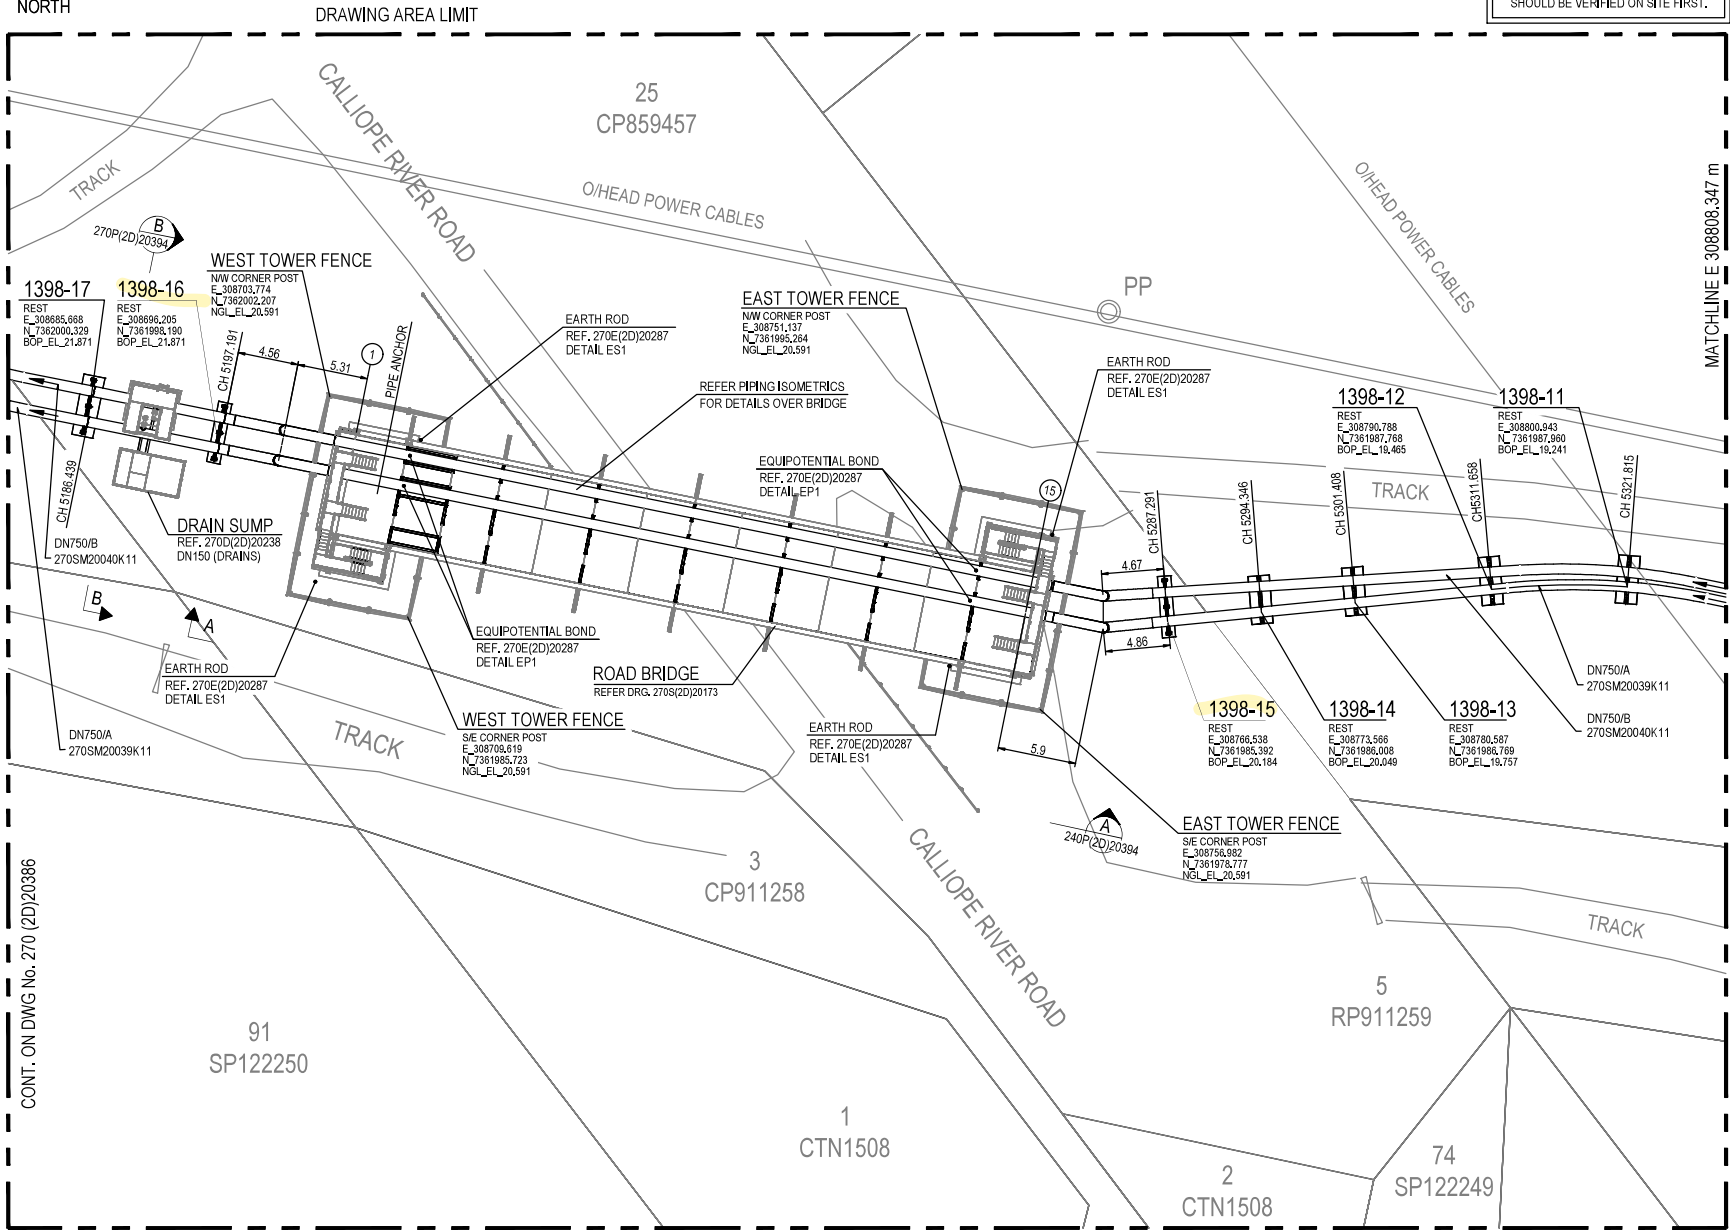 NORTH
DRAWING AREA LIMIT
SHOULD BE VERIFIED ON SITE FIRST.
25
CP859457
CALLIOPE RIVER ROAD
TRACK
O/HEAD POWER CABLES
O/HEAD POWER CABLES
MATCHLINE E 308808.347 m
PP
B
270P(2D)20394
1398-17
REST
E_308685.668
N_7362000.329
BOP_EL_21.871
1398-16
REST
E_308696.205
N_7361998.190
BOP_EL_21.871
WEST TOWER FENCE
N/W CORNER POST
E_308703.774
N_7362002.207
NGL_EL_20.591
CH 5197.191
4.56
5.31
1
PIPE ANCHOR
EARTH ROD
REF. 270E(2D)20287
DETAIL ES1
EAST TOWER FENCE
N/W CORNER POST
E_308751.137
N_7361995.264
NGL_EL_20.591
REFER PIPING ISOMETRICS
FOR DETAILS OVER BRIDGE
EARTH ROD
REF. 270E(2D)20287
DETAIL ES1
1398-12
REST
E_308790.788
N_7361987.768
BOP_EL_19.465
1398-11
REST
E_308800.943
N_7361987.960
BOP_EL_19.241
EQUIPOTENTIAL BOND
REF. 270E(2D)20287
DETAIL_EP1
15
TRACK
CH 5186.439
CH 5287.291
CH 5294.346
CH 5301.408
CH5311.658
CH 5321.815
DRAIN SUMP
REF. 270D(2D)20238
DN150 (DRAINS)
DN750/B
270SM20040K11
4.67
4.86
B
A
EQUIPOTENTIAL BOND
REF. 270E(2D)20287
DETAIL EP1
EARTH ROD
REF. 270E(2D)20287
DETAIL ES1
ROAD BRIDGE
REFER DRG. 270S(2D)20173
DN750/A
270SM20039K11
DN750/B
270SM20040K11
1398-15
REST
E_308766.538
N_7361985.392
BOP_EL_20.184
1398-14
REST
E_308773.566
N_7361986.008
BOP_EL_20.049
1398-13
REST
E_308780.587
N_7361986.769
BOP_EL_19.757
DN750/A
270SM20039K11
TRACK
WEST TOWER FENCE
S/E CORNER POST
E_308709.619
N_7361985.723
NGL_EL_20.591
EARTH ROD
REF. 270E(2D)20287
DETAIL ES1
5.9
A
240P(2D)20394
EAST TOWER FENCE
S/E CORNER POST
E_308756.982
N_7361978.777
NGL_EL_20.591
CONT. ON DWG No. 270 (2D)20386
3
CP911258
CALLIOPE RIVER ROAD
TRACK
5
RP911259
91
SP122250
1
CTN1508
2
CTN1508
74
SP122249